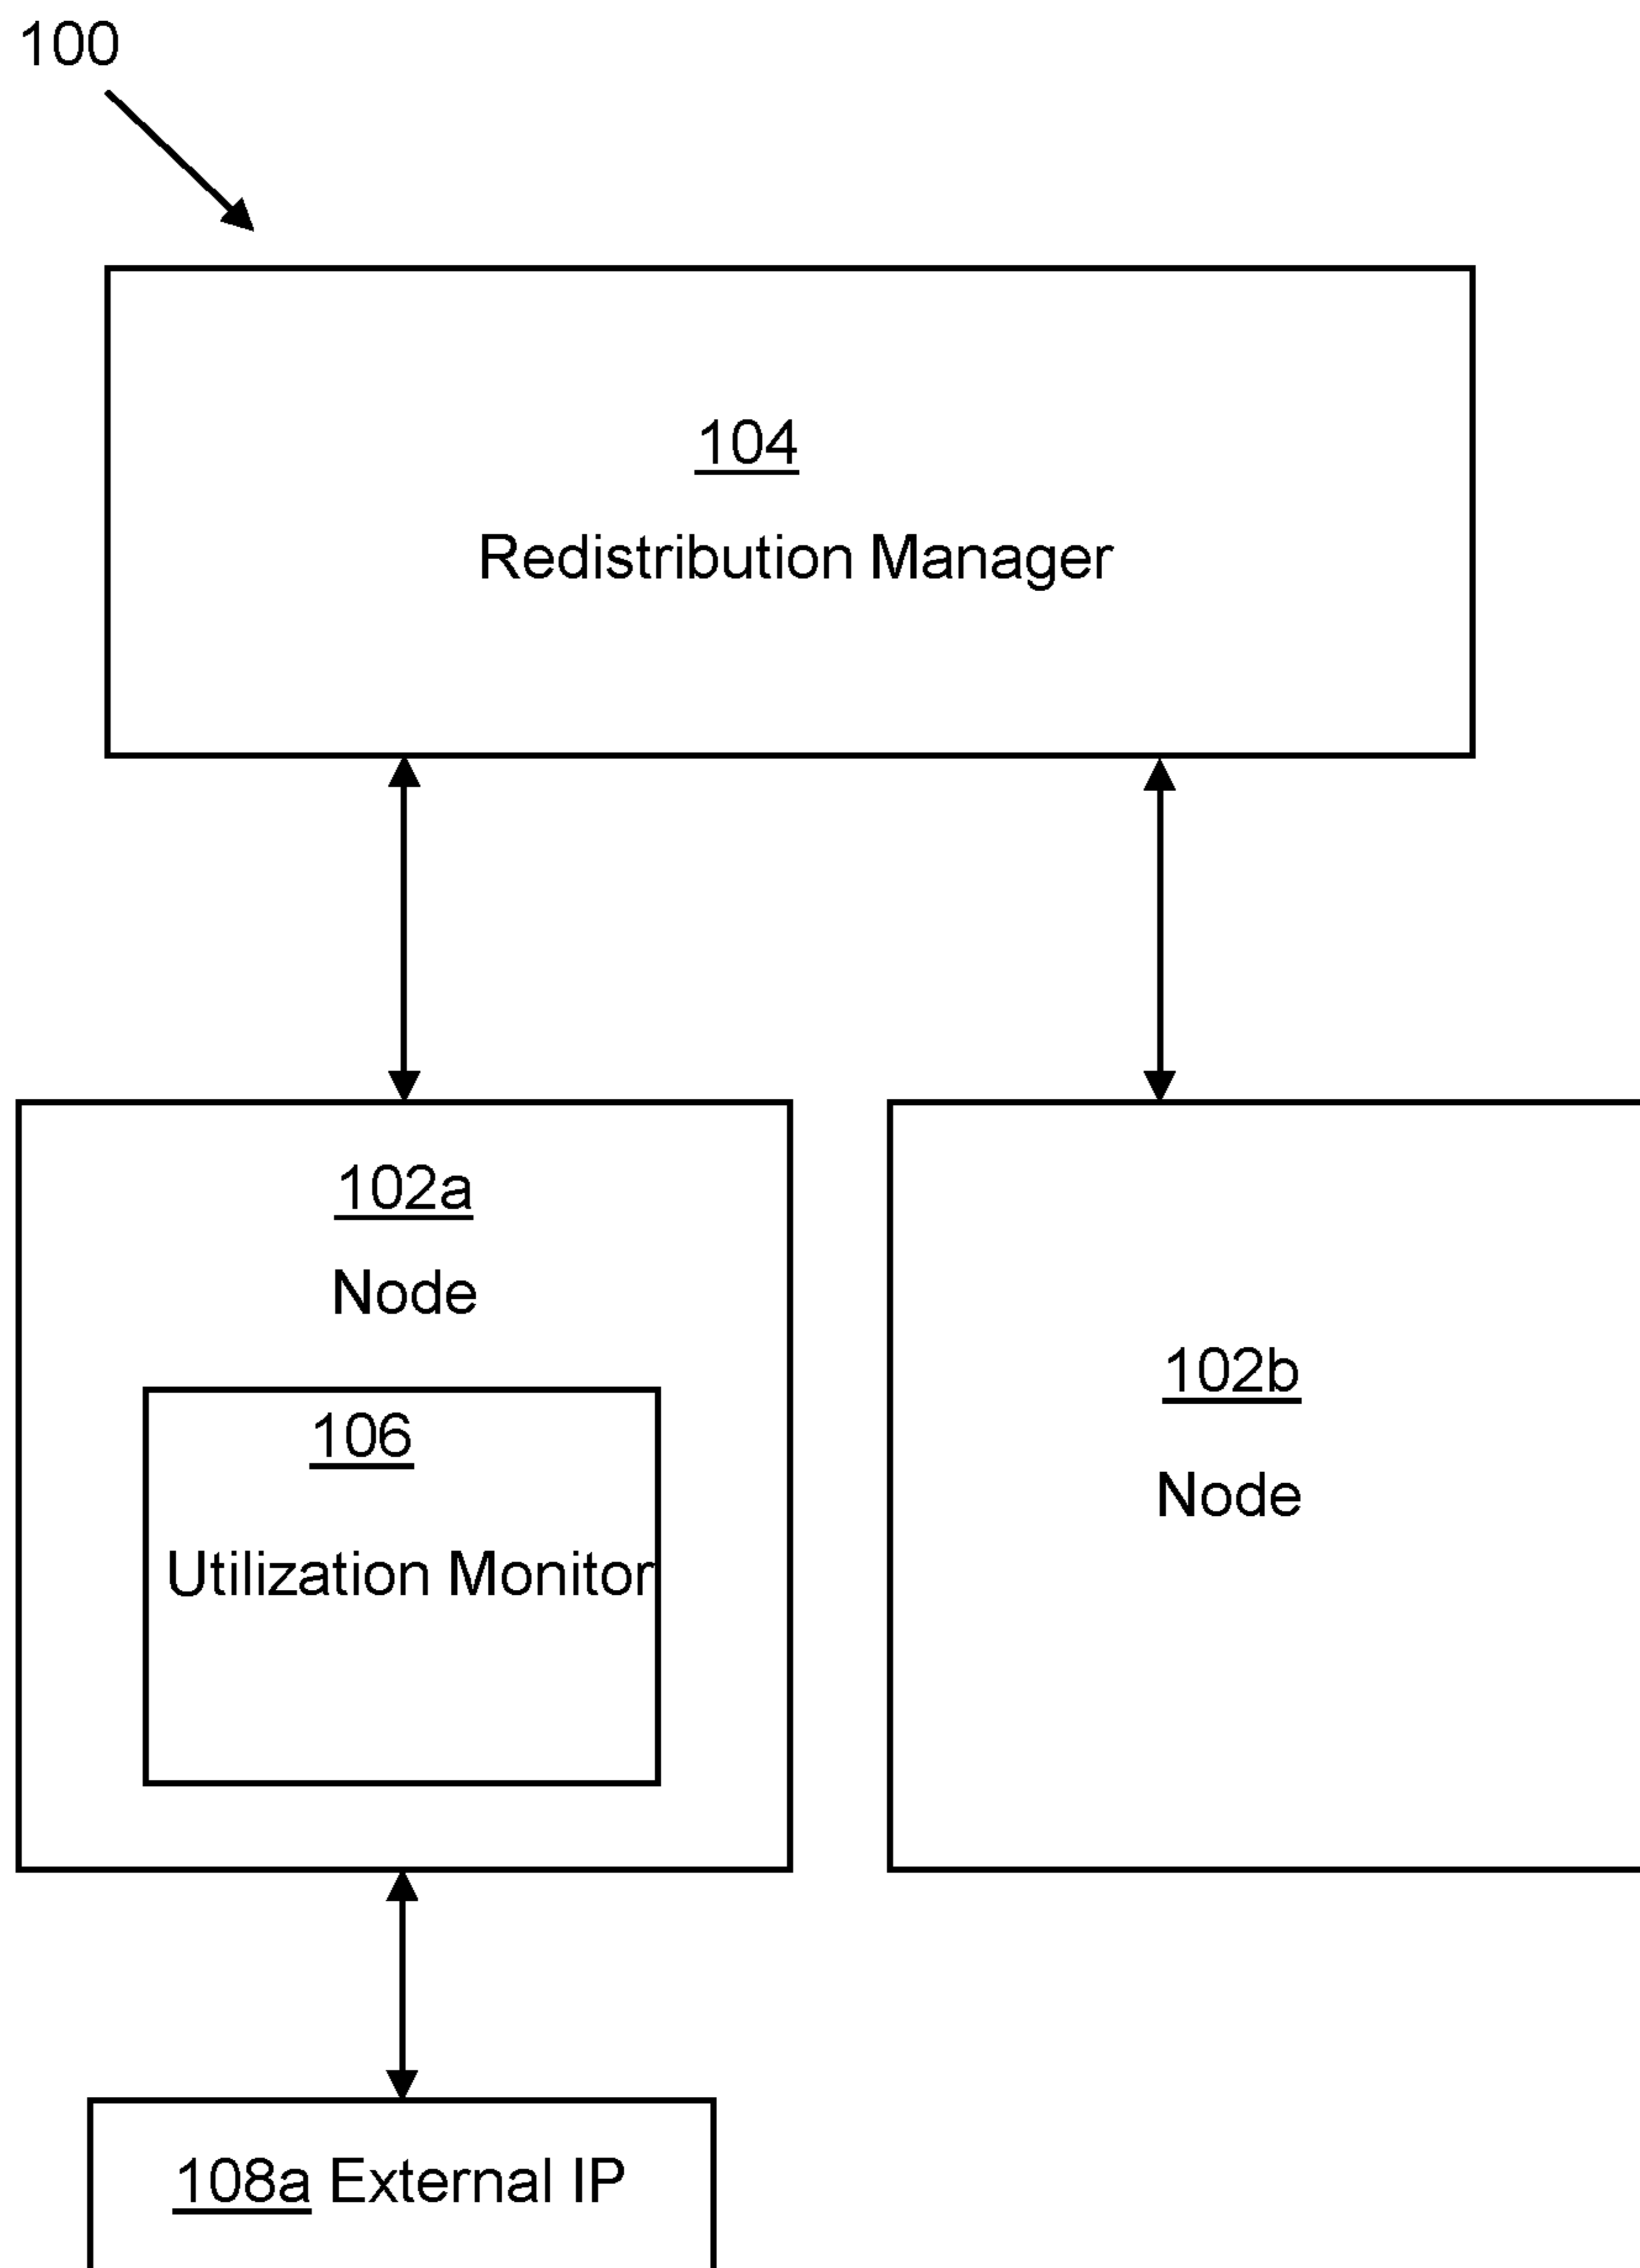 100
104
Redistribution Manager
102a
Node
106
Utilization Monitor
102b
Node
108a External IP